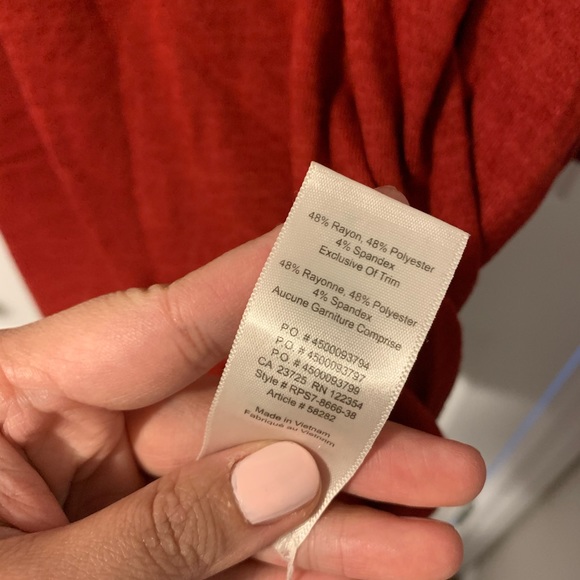 48% Rayon, 48% Polyester
4% Spandex
Exclusive Of Trim
48% Rayonne, 48% Polyester
4% Spandex
Aucune Garniture Comprise
P.O. # 4500093794
P.O. # 4500093797
P.O. # 4500093799
CA 23725 RN 122354
Style # RPS7-8686-38
Article # 58282
Made in Vietnam
Fabriqué au Vietnam